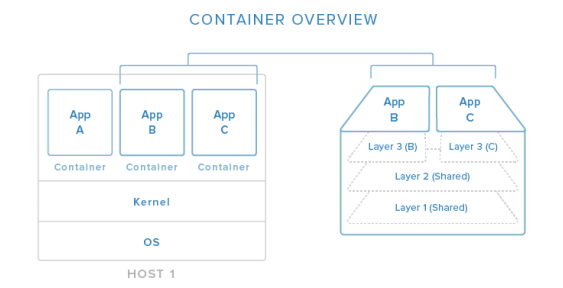 CONTAINER OVERVIEW
App
A
App
B
App
C
Container
Container
Container
Kernel
OS
HOST 1
App
B
App
C
Layer 3 (B)
Layer 3 (C)
Layer 2 (Shared)
Layer 1 (Shared)